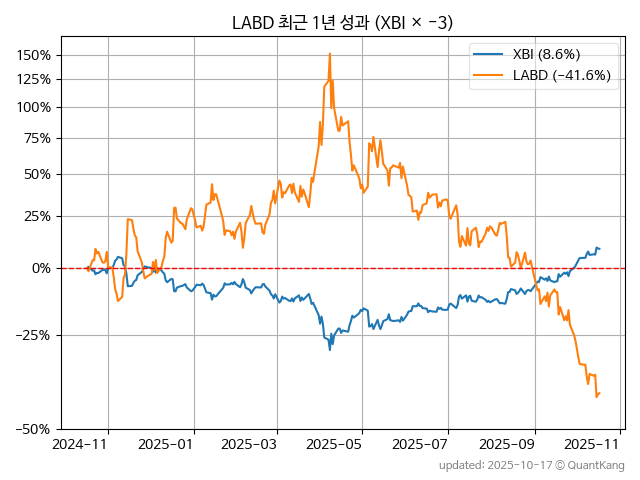 LABD 최근 1년 성과 (XBI × −3)
XBI (8.6%)
LABD (−41.6%)
150%
125%
100%
75%
50%
25%
0%
−25%
−50%
2024-11 2025-01 2025-03 2025-05 2025-07 2025-09 2025-11
updated: 2025-10-17 © QuantKang